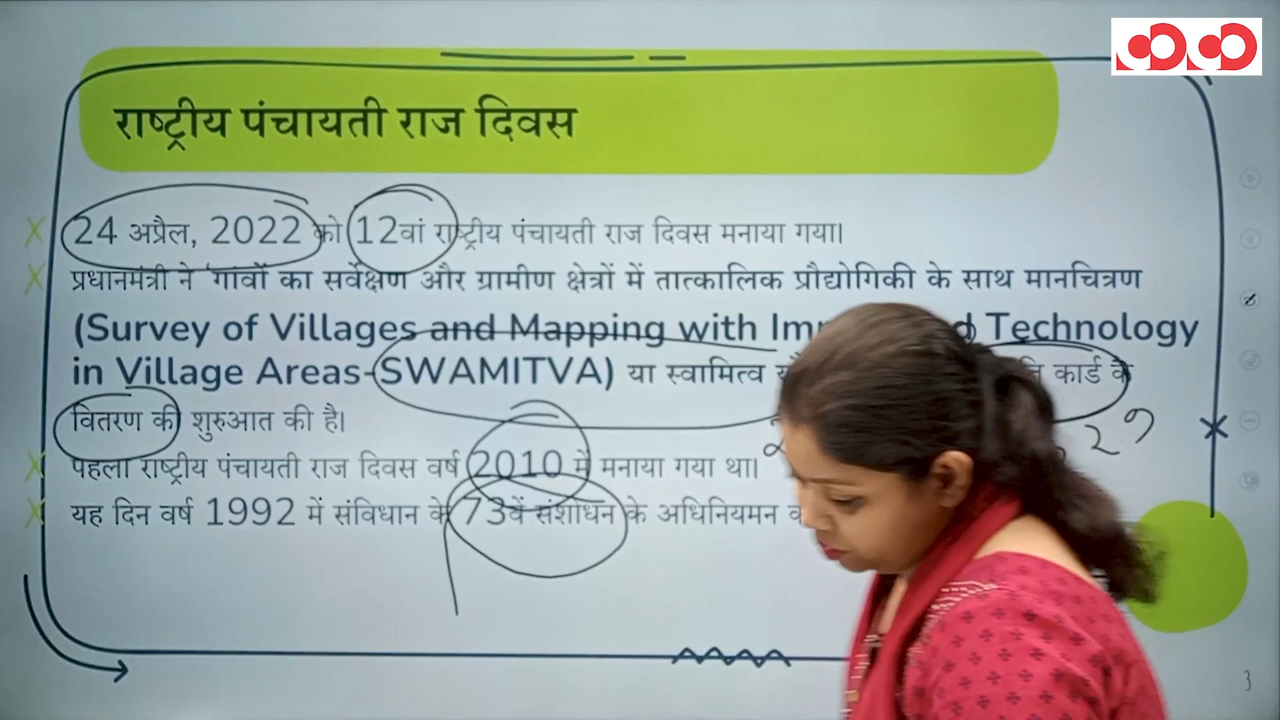 राष्ट्रीय पंचायती राज दिवस
24 अप्रैल, 2022 को 12वां राष्ट्रीय पंचायती राज दिवस मनाया गया।
प्रधानमंत्री ने 'गांवों का सर्वेक्षण और ग्रामीण क्षेत्रों में तात्कालिक प्रौद्योगिकी के साथ मानचित्रण
(Survey of Villages and Mapping with Technology
in Village Areas-SWAMITVA) या स्वामित्व कार्ड के
वितरण की शुरुआत की है।
पहला राष्ट्रीय पंचायती राज दिवस वर्ष 2010 में मनाया गया था।
यह दिन वर्ष 1992 में संविधान के 73वें संशोधन के अधिनियमन
3